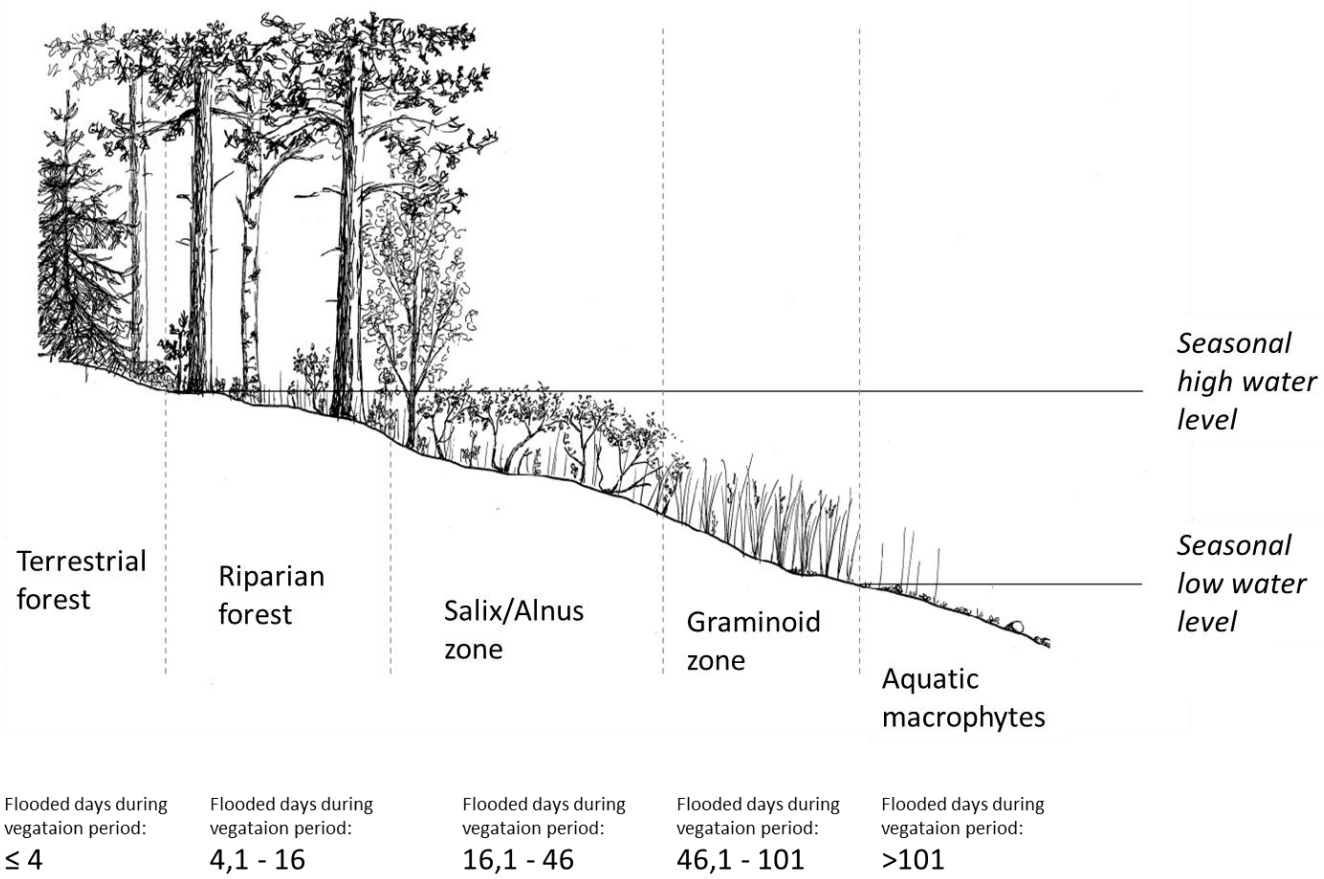 Seasonal
high water
level
Seasonal
low water
level
Terrestrial
forest
Riparian
forest
Salix/Alnus
zone
Graminoid
zone
Aquatic
macrophytes
Flooded days during
vegataion period:
≤ 4
Flooded days during
vegataion period:
4,1 - 16
Flooded days during
vegataion period:
16,1 - 46
Flooded days during
vegataion period:
46,1 - 101
Flooded days during
vegataion period:
>101